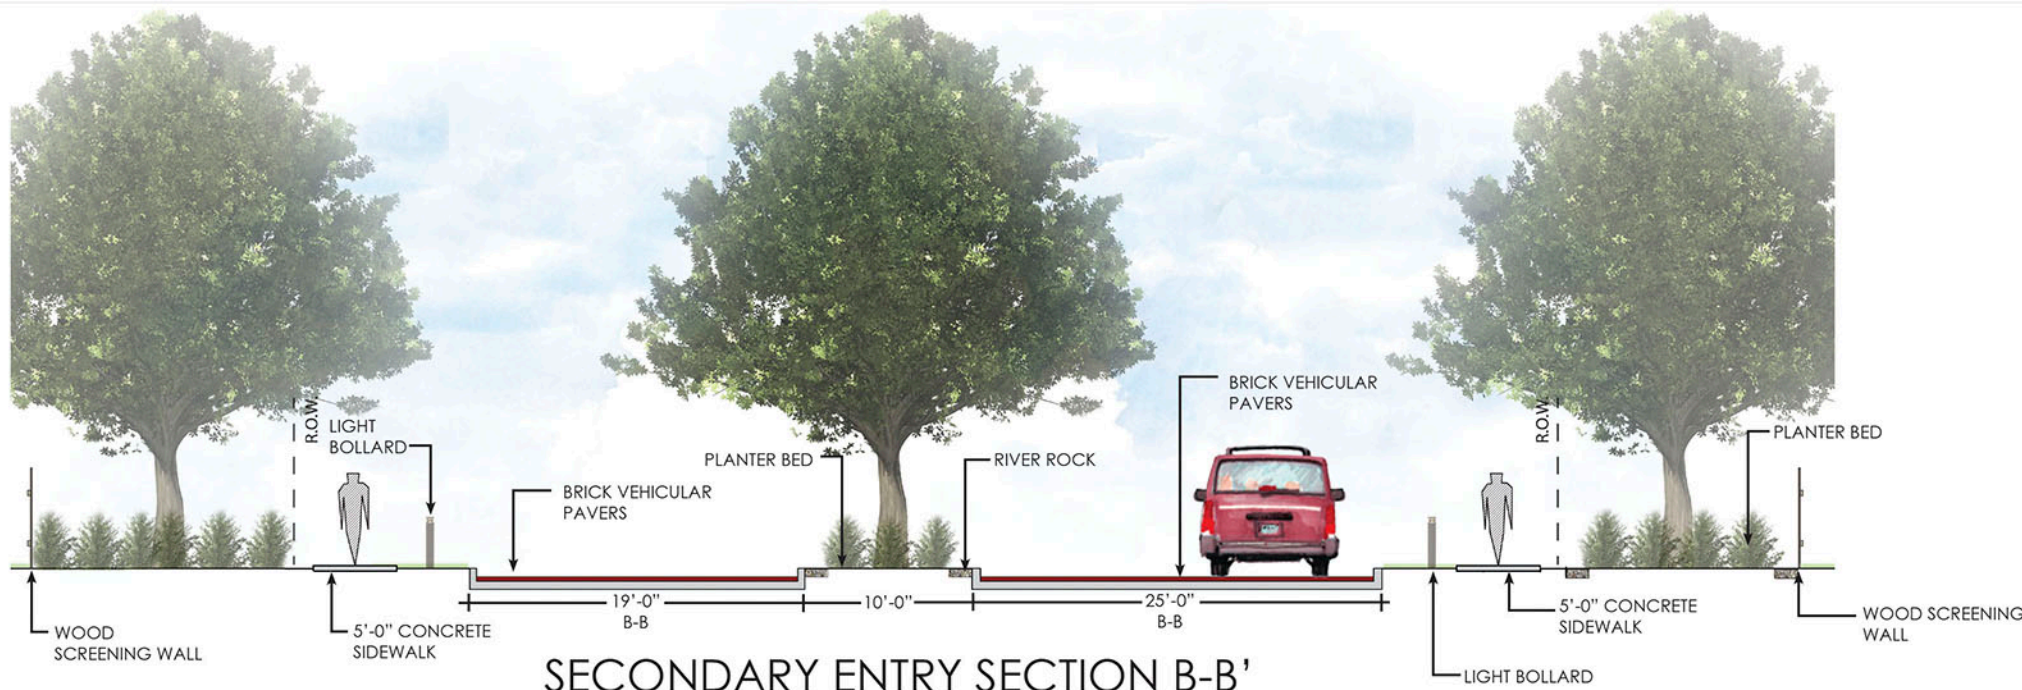 R.O.W.
LIGHT
BOLLARD
PLANTER BED
RIVER ROCK
BRICK VEHICULAR
PAVERS
BRICK VEHICULAR
PAVERS
R.O.W.
PLANTER BED
19'-0"
B-B
10'-0"
25'-0"
B-B
WOOD
SCREENING WALL
5'-0" CONCRETE
SIDEWALK
5'-0" CONCRETE
SIDEWALK
WOOD SCREENING
WALL
LIGHT BOLLARD
SECONDARY ENTRY SECTION B-B'